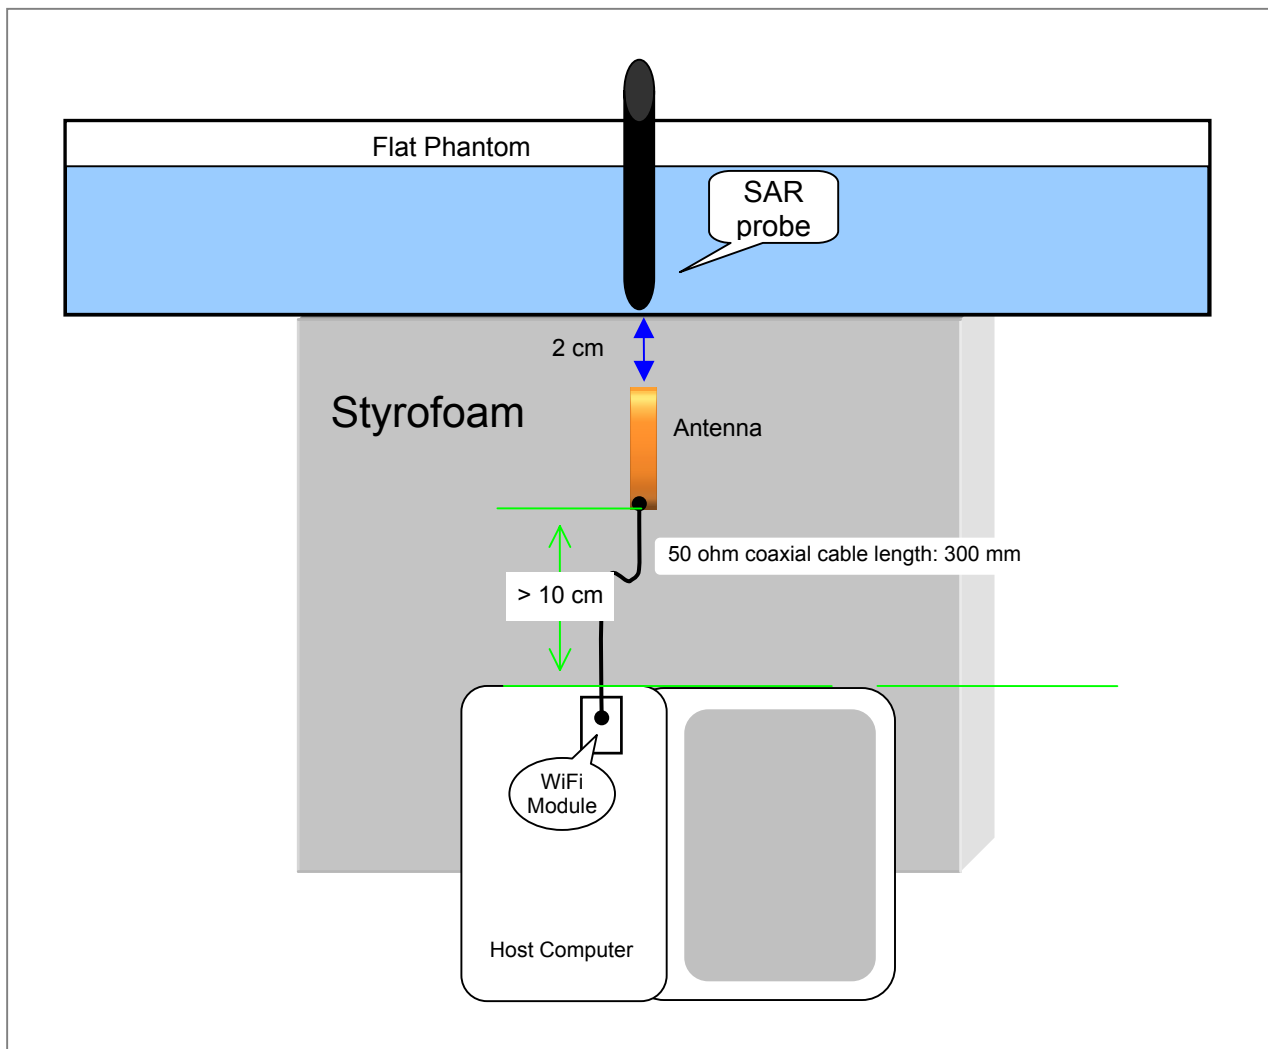 Flat Phantom
SAR
probe
2 cm
Styrofoam
Antenna
50 ohm coaxial cable length: 300 mm
> 10 cm
WiFi
Module
Host Computer